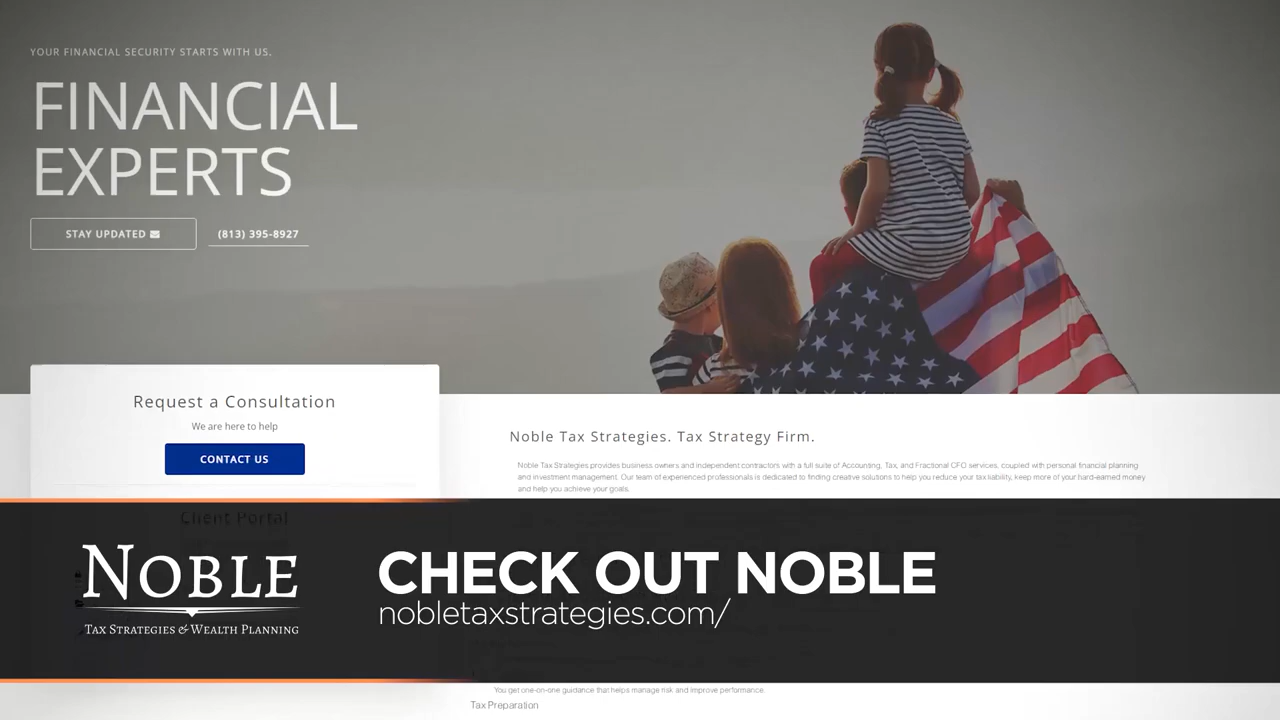 YOUR FINANCIAL SECURITY STARTS WITH US.
FINANCIAL
EXPERTS
STAY UPDATED
(813) 395-8927
Request a Consultation
We are here to help
CONTACT US
Noble Tax Strategies. Tax Strategy Firm.
Noble Tax Strategies provides business owners and independent contractors with a full suite of Accounting, Tax, and Fractional CFO services, coupled with personal financial planning
and investment management. Our team of experienced professionals is dedicated to finding creative solutions to help you reduce your tax liability, keep more of your hard-earned money
and help you achieve your goals.
Client Portal
NOBLE
TAX STRATEGIES & WEALTH PLANNING
CHECK OUT NOBLE
nobletaxstrategies.com/
You get one-on-one guidance that helps manage risk and improve performance.
Tax Preparation